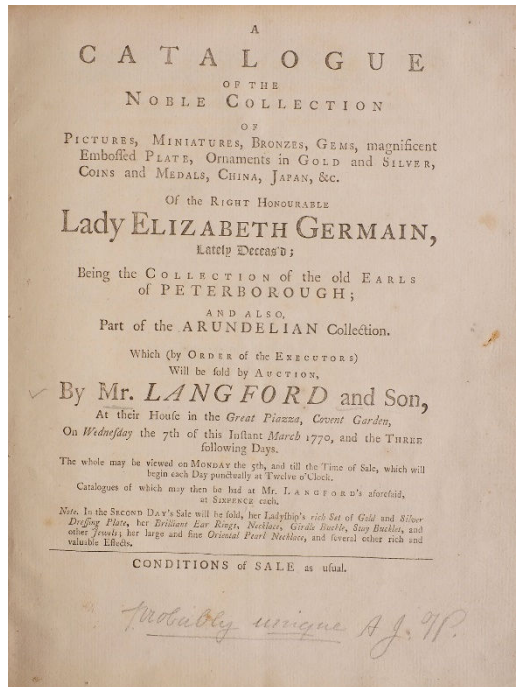 A
CATALOGUE
OF THE
NOBLE COLLECTION
OF
PICTURES, MINIATURES, BRONZES, GEMS, magnificent
Emboſſed PLATE, Ornaments in GOLD and SILVER,
COINS and MEDALS, CHINA, JAPAN, &c.
Of the RIGHT HONOURABLE
Lady ELIZABETH GERMAIN,
Lately Deceas'd;
Being the COLLECTION of the old EARLS
of PETERBOROUGH;
AND ALSO,
Part of the ARUNDELIAN Collection.
Which (by ORDER of the EXECUTORS)
Will be ſold by AUCTION,
By Mr. LANGFORD and Son,
At their Houſe in the Great Piazza, Covent Garden,
On Wedneſday the 7th of this Inſtant March 1770, and the THREE
following Days.
The whole may be viewed on MONDAY the 5th, and till the Time of Sale, which will
begin each Day punctually at Twelve o'Clock.
Catalogues of which may then be had at Mr. LANGFORD's aforeſaid,
at SIXPENCE each.
Note. In the SECOND DAY's Sale will be ſold, her Ladyſhip's rich Set of Gold and Silver
Dreſſing Plate, her Brilliant Ear Rings, Necklace, Girdle Buckle, Stay Buckles, and
other Jewels; her large and fine Oriental Pearl Necklace, and ſeveral other rich and
valuable Effects.
CONDITIONS of SALE as uſual.
probably unique A J.